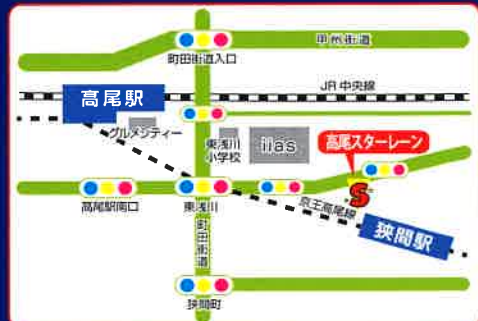 甲州街道
町田街道入口
JR中央線
高尾駅
グルメシティー
東浅川
小学校
iias
高尾スターレーン
S
京王高尾線
高尾駅南口
東浅川
狭間駅
町田街道
狭間町